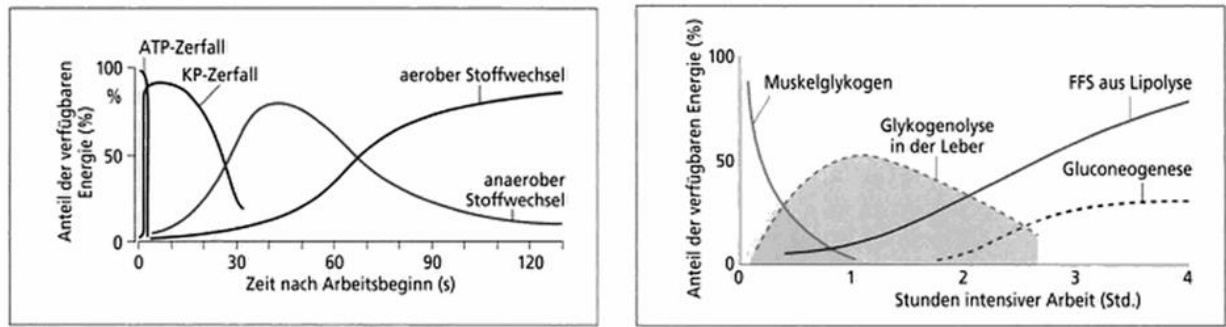 ATP-Zerfall
KP-Zerfall
Anteil der verfügbaren
Energie (%)
100
%
50
0
aerober Stoffwechsel
anaerober
Stoffwechsel
0
30
60
90
120
Zeit nach Arbeitsbeginn (s)
Anteil der verfügbaren Energie (%)
100
50
0
Muskelglykogen
Glykogenolyse
in der Leber
FFS aus Lipolyse
Gluconeogenese
0
1
2
3
4
Stunden intensiver Arbeit (Std.)